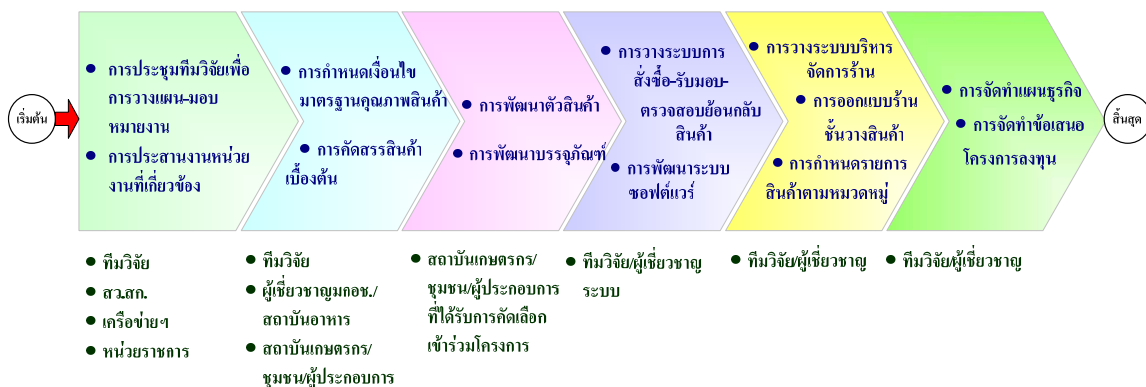 เริ่มต้น
• การประชุมทีมวิจัยเพื่อ
การวางแผน-มอบ
หมายงาน
• การประสานงานหน่วย
งานที่เกี่ยวข้อง
• การกำหนดเงื่อนไข
มาตรฐานคุณภาพสินค้า
• การคัดสรรสินค้า
เบื้องต้น
• การพัฒนาตัวสินค้า
• การพัฒนาบรรจุภัณฑ์
• การวางระบบการ
สั่งซื้อ-รับมอบ-
ตรวจสอบย้อนกลับ
สินค้า
• การพัฒนาระบบ
ซอฟต์แวร์
• การวางระบบบริหาร
จัดการร้าน
• การออกแบบร้าน
ชั้นวางสินค้า
• การกำหนดรายการ
สินค้าตามหมวดหมู่
• การจัดทำแผนธุรกิจ
• การจัดทำข้อเสนอ
โครงการลงทุน
สิ้นสุด
• ทีมวิจัย
• สว.สก.
• เครือข่ายฯ
• หน่วยราชการ
• ทีมวิจัย
• ผู้เชี่ยวชาญมกอช./
สถาบันอาหาร
• สถาบันเกษตรกร/
ชุมชน/ผู้ประกอบการ
• สถาบันเกษตรกร/
ชุมชน/ผู้ประกอบการ
ที่ได้รับการคัดเลือก
เข้าร่วมโครงการ
• ทีมวิจัย/ผู้เชี่ยวชาญ
ระบบ
• ทีมวิจัย/ผู้เชี่ยวชาญ
• ทีมวิจัย/ผู้เชี่ยวชาญ